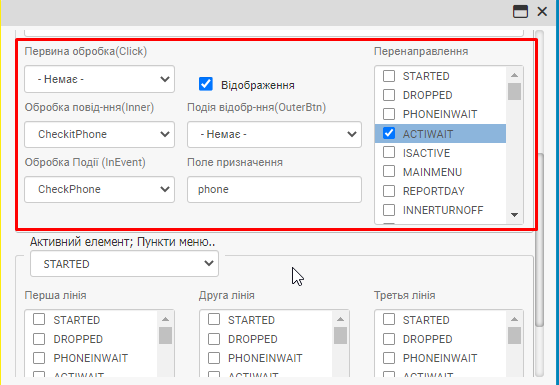 Первина обробка(Click)
- Немає -
Відображення
Перенаправлення
STARTED
DROPPED
PHONEINWAIT
ACTIWAIT
ISACTIVE
MAINMENU
REPORTDAY
INNERTURNOFF
Обробка повід-ння(Inner)
CheckitPhone
Подія відобр-ння(OuterBtn)
- Немає -
Обробка Події (InEvent)
CheckPhone
Поле призначення
phone
Активний елемент; Пункти меню..
STARTED
Перша лінія
STARTED
DROPPED
PHONEINWAIT
ACTIWAIT
Друга лінія
STARTED
DROPPED
PHONEINWAIT
ACTIWAIT
Третья лінія
STARTED
DROPPED
PHONEINWAIT
ACTIWAIT